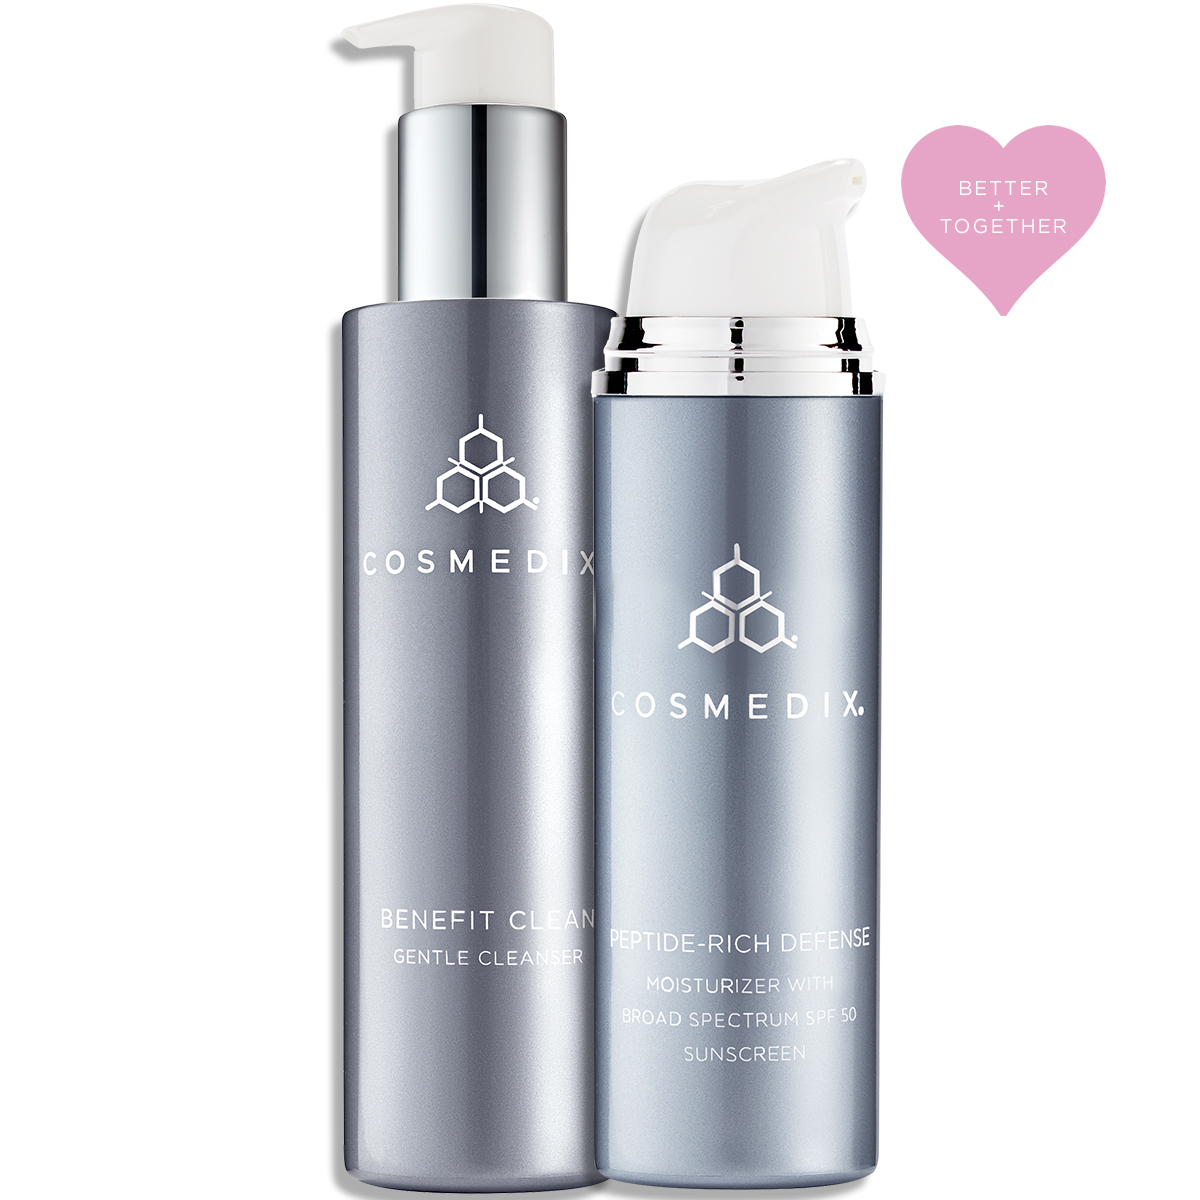 BETTER
+
TOGETHER
COSMEDIX
BENEFIT CLEAN
GENTLE CLEANSER
COSMEDIX.
PEPTIDE-RICH DEFENSE
MOISTURIZER WITH
BROAD SPECTRUM SPF 50
SUNSCREEN